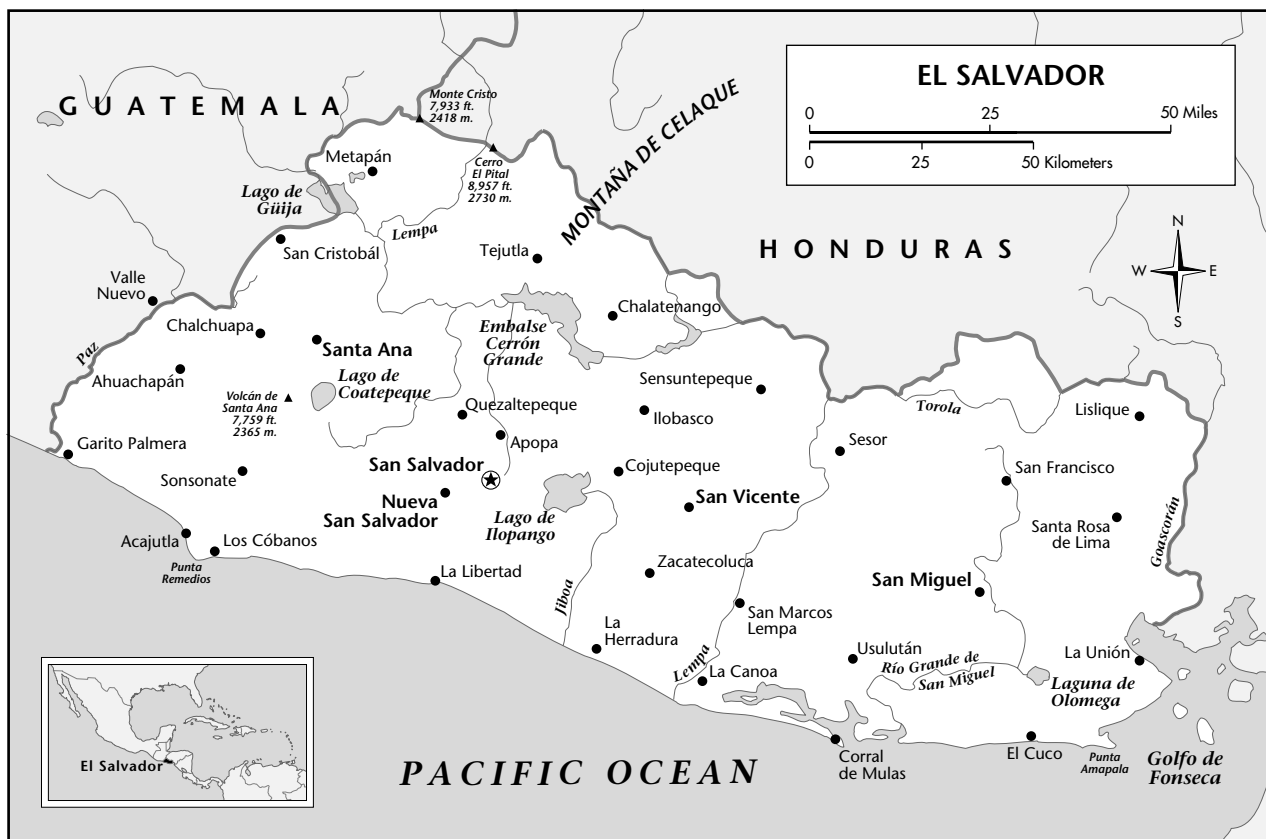 EL SALVADOR
0 25 50 Miles
0 25 50 Kilometers
GUATEMALA
HONDURAS
MONTAÑA DE CELAQUE
Monte Cristo
7,933 ft.
2418 m.
Cerro
El Pital
8,957 ft.
2730 m.
Metapán
Lago de
Güija
Lempa
San Cristobál
Tejutla
Valle
Nuevo
Chalatenango
Chalchuapa
Embalse
Cerrón
Grande
Paz
Santa Ana
Ahuachapán
Lago de
Coatepeque
Volcán de
Santa Ana
7,759 ft.
2365 m.
Sensuntepeque
Quezaltepeque
Ilobasco
Torola
Lislique
Apopa
Garito Palmera
Sesor
San Salvador
Cojutepeque
San Francisco
Sonsonate
Nueva
San Salvador
San Vicente
Lago de
Ilopango
Santa Rosa
de Lima
Goascorán
Acajutla
Los Cóbanos
Punta
Remedios
La Libertad
Zacatecoluca
San Miguel
Jiboa
San Marcos
Lempa
La
Herradura
Lempa
La Canoa
Usulután
Río Grande de
San Miguel
La Unión
Laguna de
Olomega
Corral
de Mulas
El Cuco
Punta
Amapala
Golfo de
Fonseca
PACIFIC OCEAN
El Salvador
N
W E
S